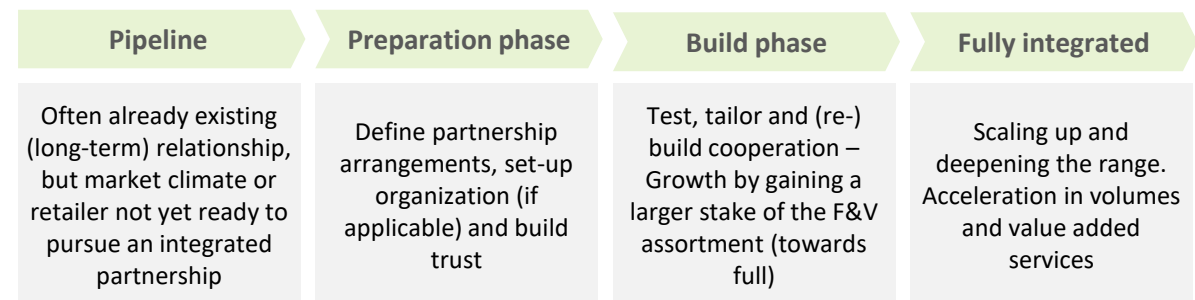 Pipeline
Preparation phase
Build phase
Fully integrated
Often already existing
(long-term) relationship,
but market climate or
retailer not yet ready to
pursue an integrated
partnership
Define partnership
arrangements, set-up
organization (if
applicable) and build
trust
Test, tailor and (re-)
build cooperation –
Growth by gaining a
larger stake of the F&V
assortment (towards
full)
Scaling up and
deepening the range.
Acceleration in volumes
and value added
services